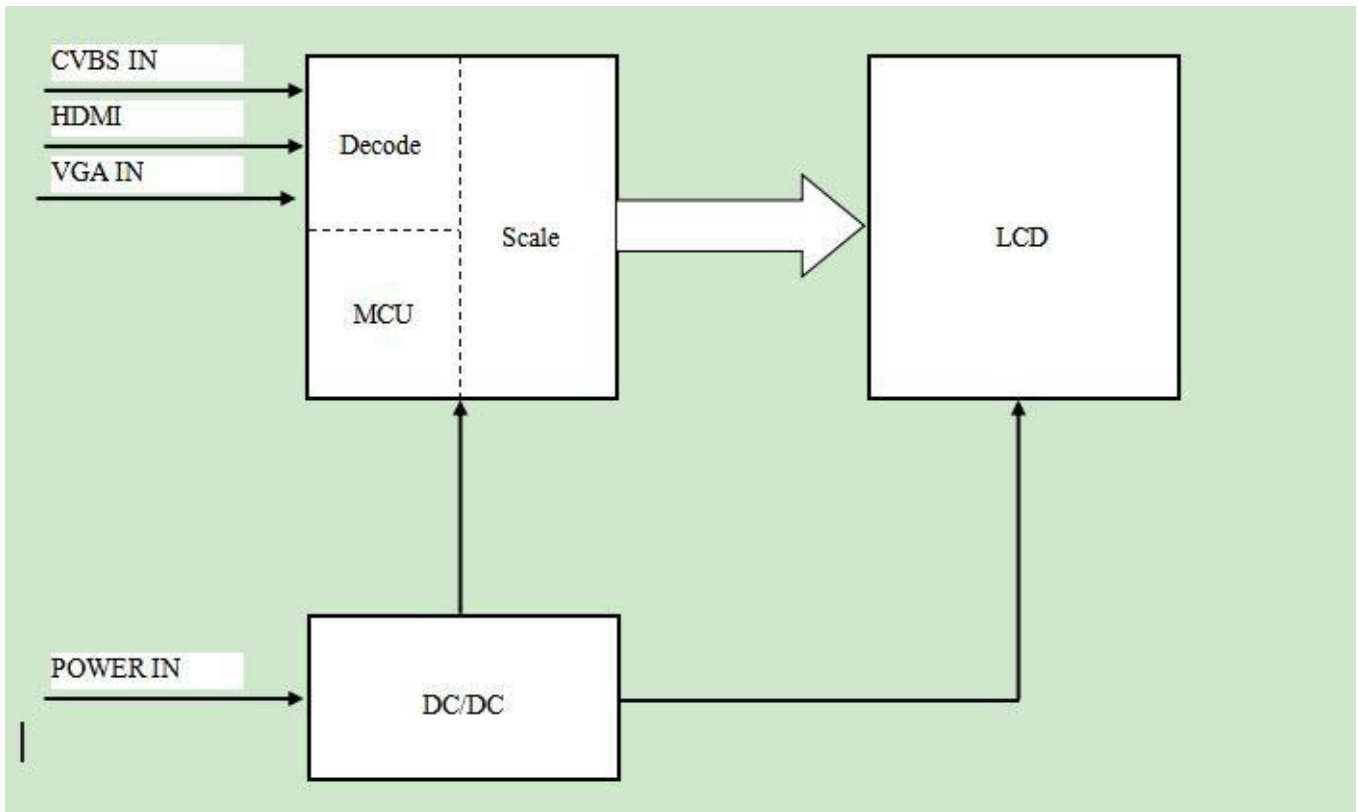 CVBS IN
HDMI
VGA IN
Decode
Scale
MCU
LCD
POWER IN
DC/DC